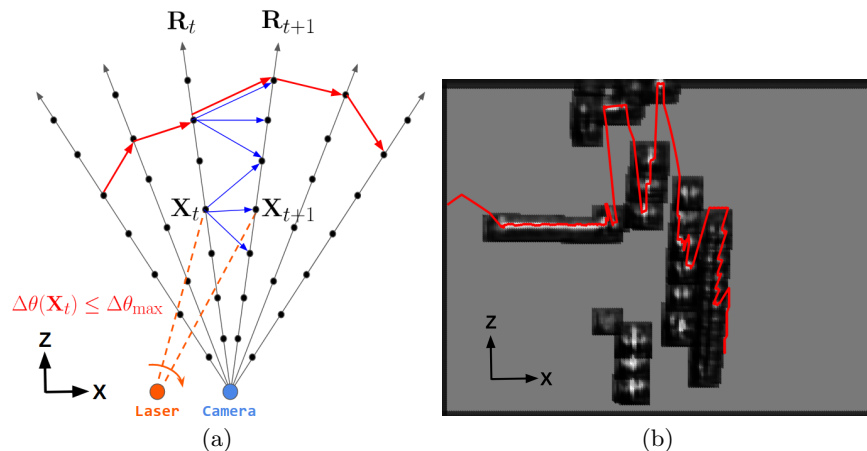 R_t R_{t+1}
X_t X_{t+1}
Δθ(X_t) ≤ Δθ_max
Z
X
Laser Camera
(a)
Z
X
(b)